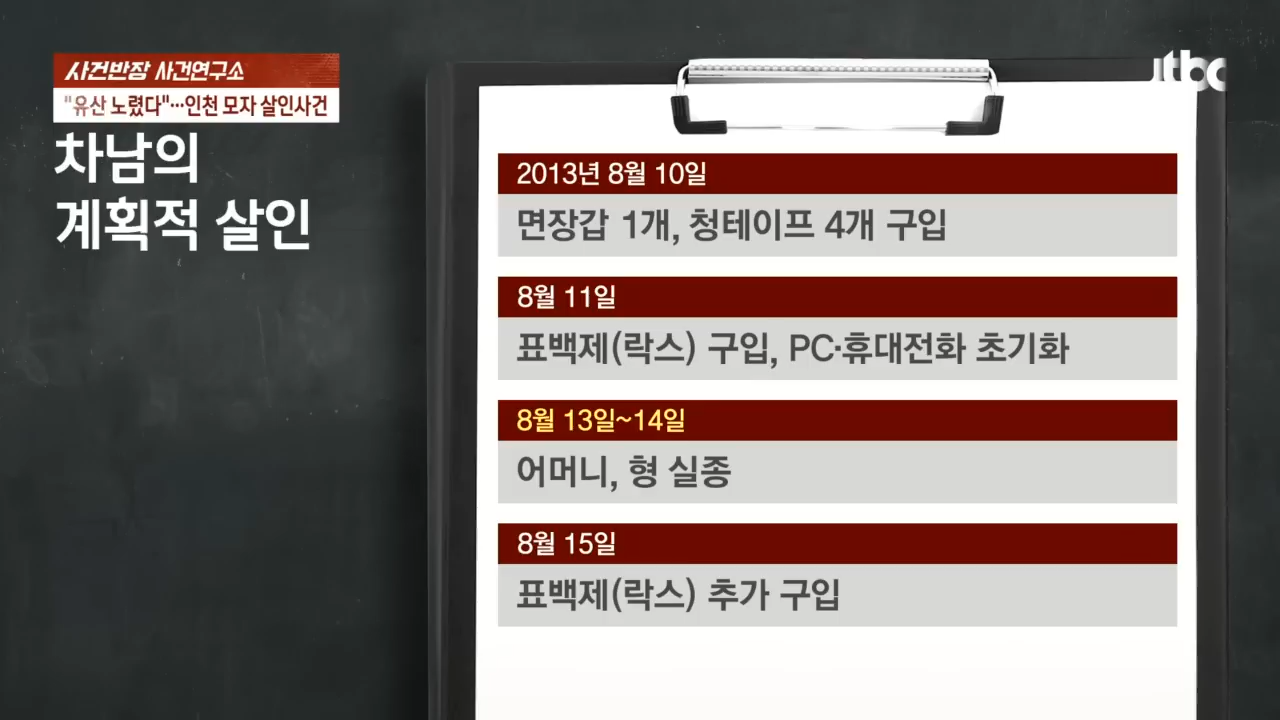 사건반장 사건연구소
"유산 노렸다"…인천 모자 살인사건
차남의
계획적 살인
jtbc
2013년 8월 10일
면장갑 1개, 청테이프 4개 구입
8월 11일
표백제(락스) 구입, PC·휴대전화 초기화
8월 13일~14일
어머니, 형 실종
8월 15일
표백제(락스) 추가 구입